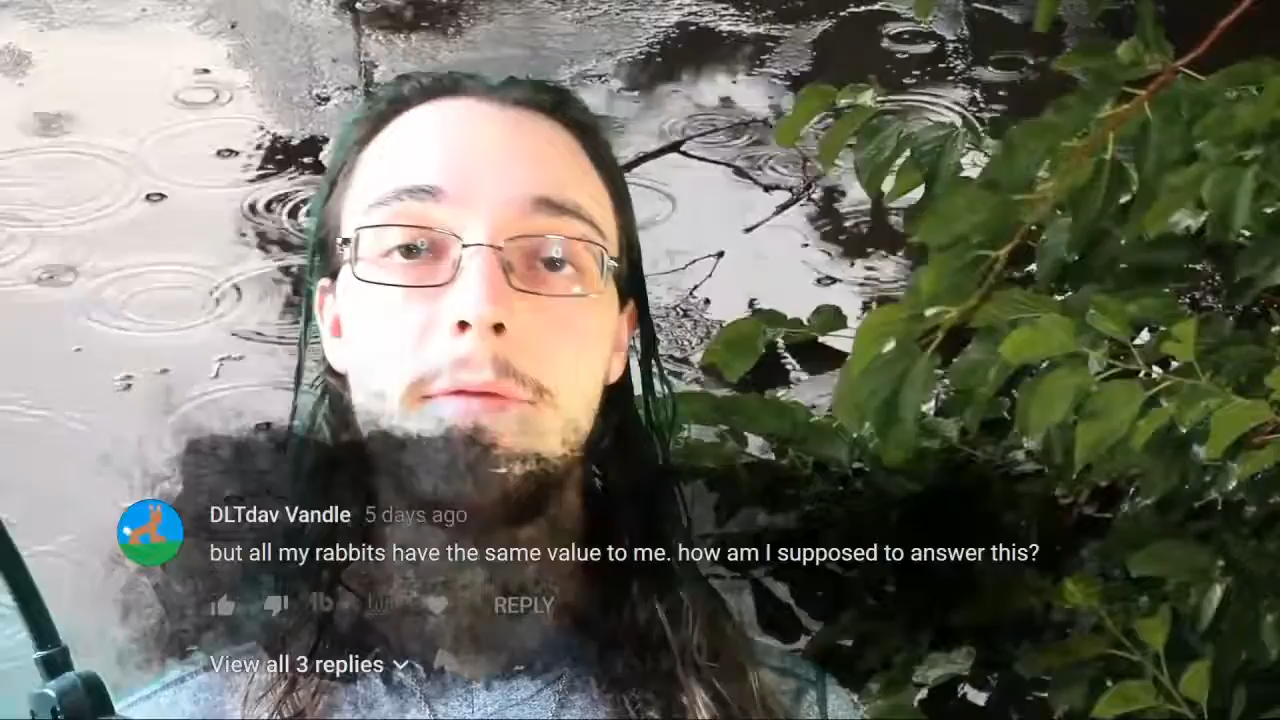 DLTdav Vandle 5 days ago
but all my rabbits have the same value to me. how am I supposed to answer this?
REPLY
View all 3 replies